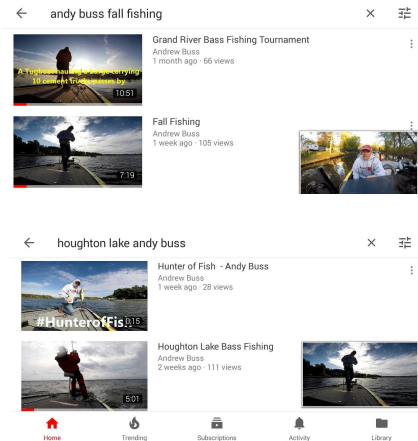 andy buss fall fishing
Grand River Bass Fishing Tournament
Andrew Buss
1 month ago · 66 views
A Tugboat hauling a barge carrying
10 cement trucks passes by
10:51
Fall Fishing
Andrew Buss
1 week ago · 105 views
7:19
houghton lake andy buss
Hunter of Fish - Andy Buss
Andrew Buss
1 week ago · 28 views
#HunterofFis..
0:15
Houghton Lake Bass Fishing
Andrew Buss
2 weeks ago · 111 views
5:01
Home
Trending
Subscriptions
Activity
Library